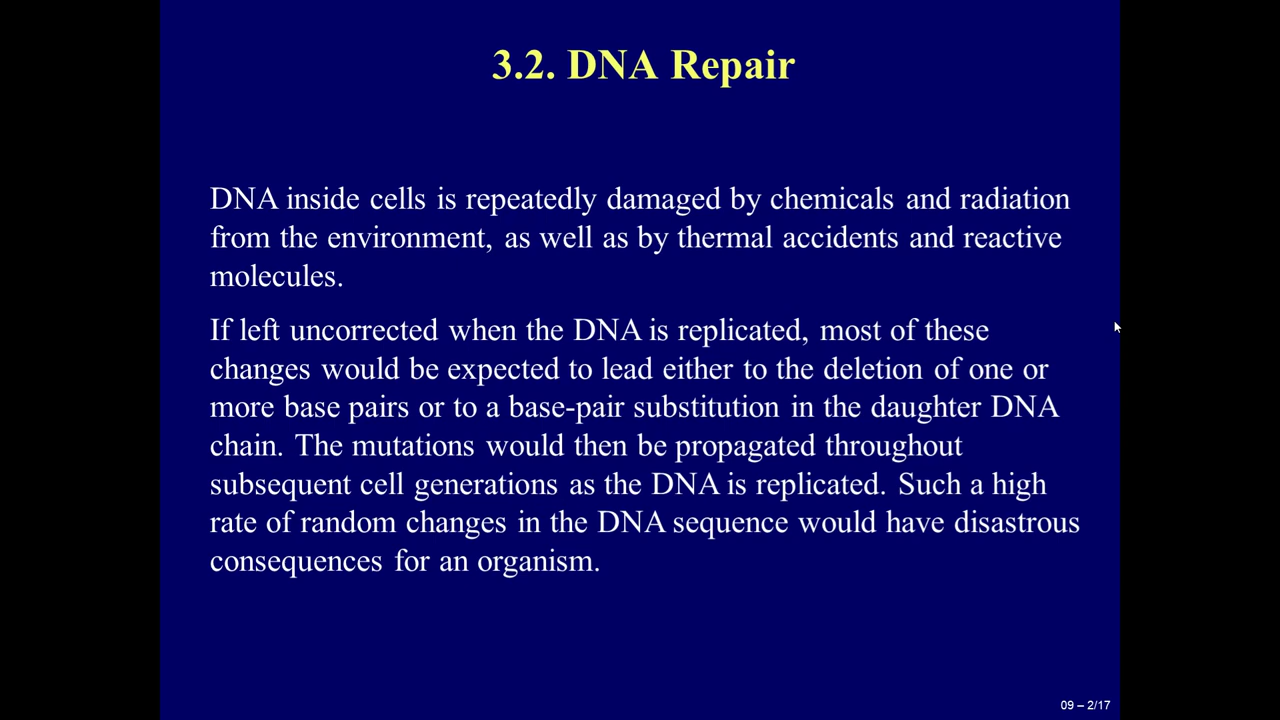 3.2. DNA Repair
DNA inside cells is repeatedly damaged by chemicals and radiation
from the environment, as well as by thermal accidents and reactive
molecules.
If left uncorrected when the DNA is replicated, most of these
changes would be expected to lead either to the deletion of one or
more base pairs or to a base-pair substitution in the daughter DNA
chain. The mutations would then be propagated throughout
subsequent cell generations as the DNA is replicated. Such a high
rate of random changes in the DNA sequence would have disastrous
consequences for an organism.
09 – 2/17